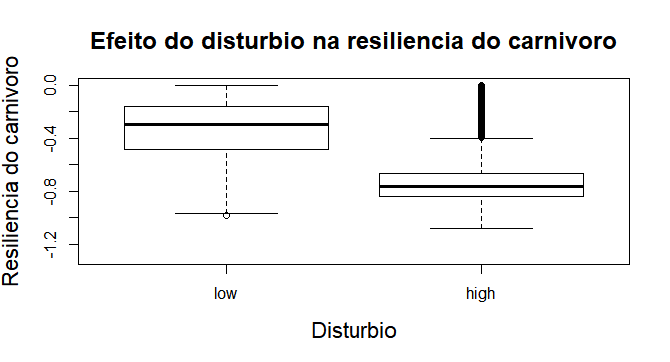 Efeito do disturbio na resiliencia do carnivoro
Resiliencia do carnivoro
0.0
-0.4
-0.8
-1.2
low
high
Disturbio